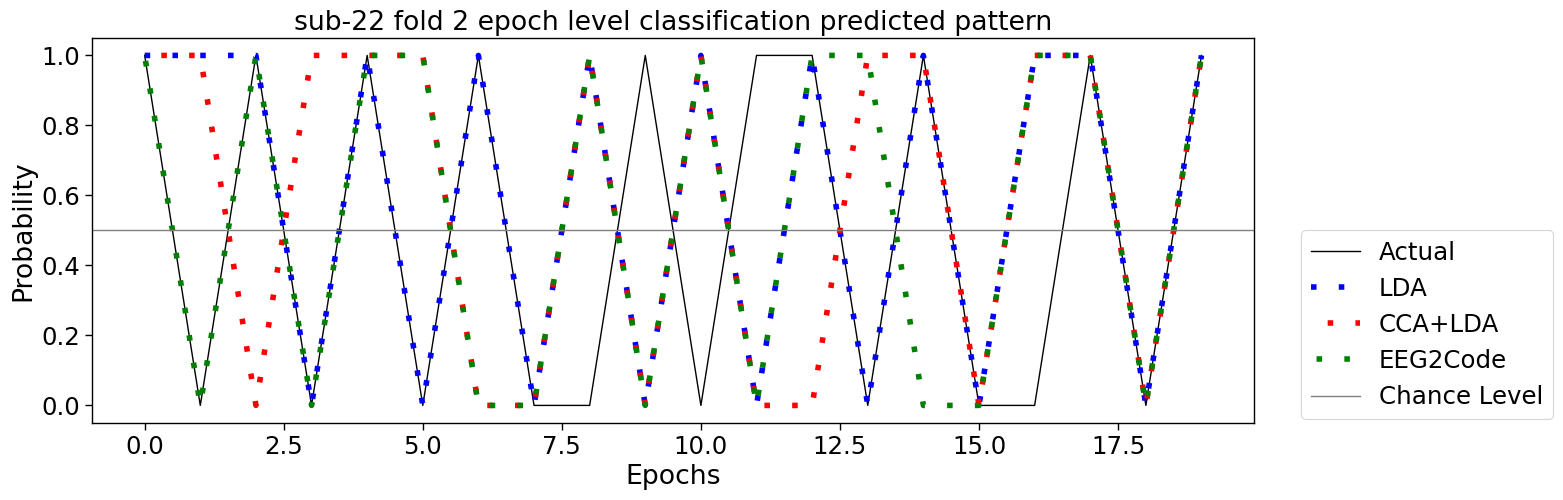 sub-22 fold 2 epoch level classification predicted pattern
Probability
1.0
0.8
0.6
0.4
0.2
0.0
0.0 2.5 5.0 7.5 10.0 12.5 15.0 17.5
Epochs
Actual
LDA
CCA+LDA
EEG2Code
Chance Level